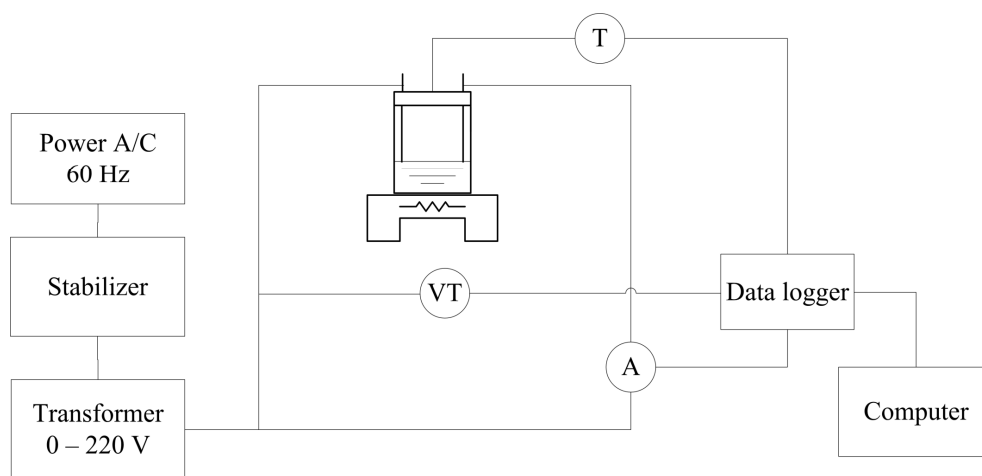 T
Power A/C
60 Hz
Stabilizer
VT
Data logger
A
Transformer
0 – 220 V
Computer